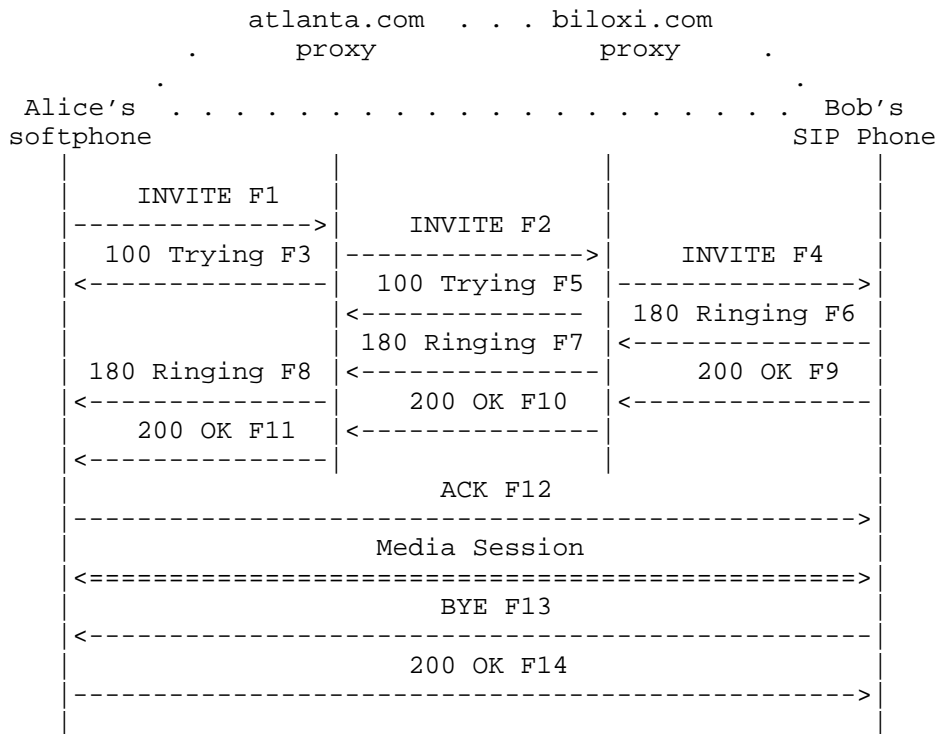 atlanta.com . . . biloxi.com
. proxy proxy .
. .
Alice's . . . . . . . . . . . . . . . . . . . . Bob's
softphone SIP Phone
| | | |
| INVITE F1 | | |
|--------------->| INVITE F2 | |
| 100 Trying F3 |--------------->| INVITE F4 |
|<---------------| 100 Trying F5 |--------------->|
| |<-------------- | 180 Ringing F6 |
| | 180 Ringing F7 |<---------------|
| 180 Ringing F8 |<---------------| 200 OK F9 |
|<---------------| 200 OK F10 |<---------------|
| 200 OK F11 |<---------------| |
|<---------------| | |
| ACK F12 |
|------------------------------------------------->|
| Media Session |
|<================================================>|
| BYE F13 |
|<-------------------------------------------------|
| 200 OK F14 |
|------------------------------------------------->|
| |